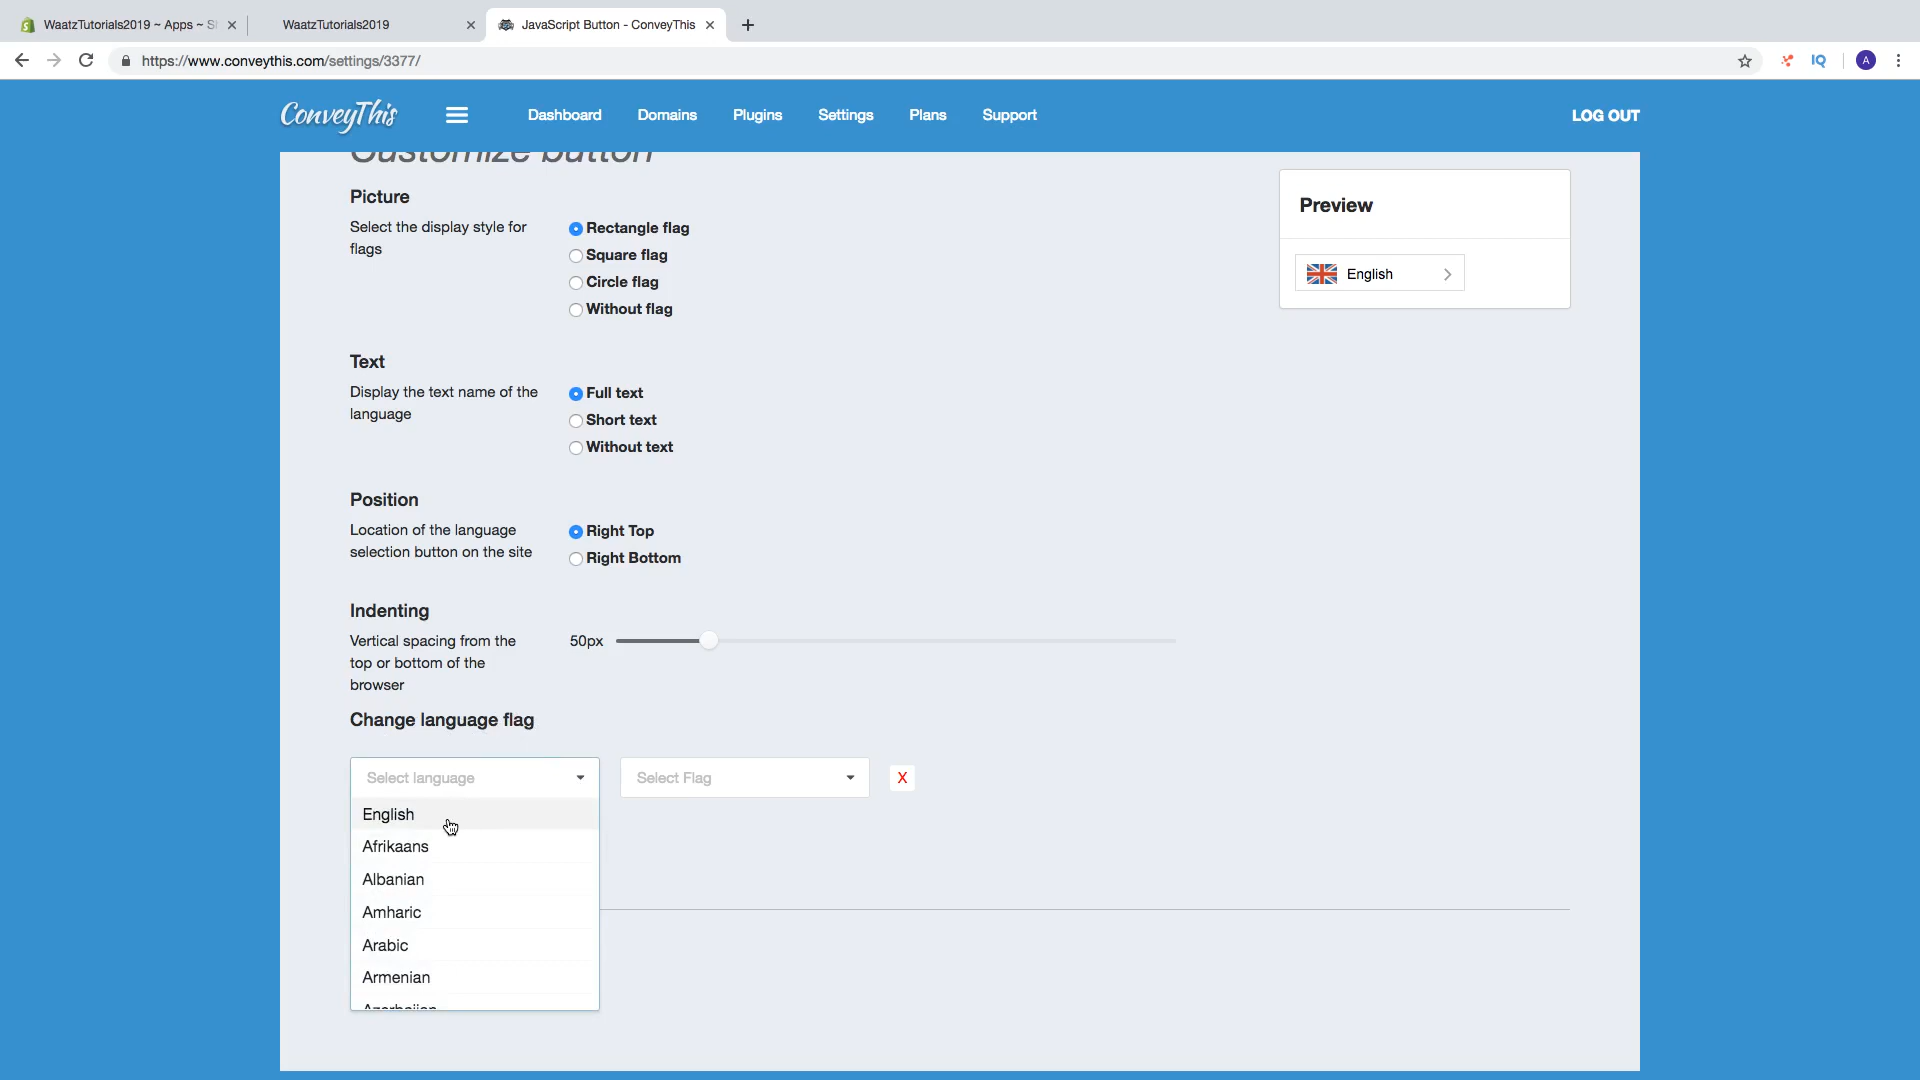 WaatzTutorials2019 ~ Apps ~ S
WaatzTutorials2019
JavaScript Button - ConveyThis
https://www.conveythis.com/settings/3377/
IQ
A
ConveyThis
Dashboard
Domains
Plugins
Settings
Plans
Support
LOG OUT
Customize button
Picture
Select the display style for
flags
Rectangle flag
Square flag
Circle flag
Without flag
Preview
English
Text
Display the text name of the
language
Full text
Short text
Without text
Position
Location of the language
selection button on the site
Right Top
Right Bottom
Indenting
Vertical spacing from the
top or bottom of the
browser
50px
Change language flag
Select language
Select Flag
X
English
Afrikaans
Albanian
Amharic
Arabic
Armenian
Azerbaijan